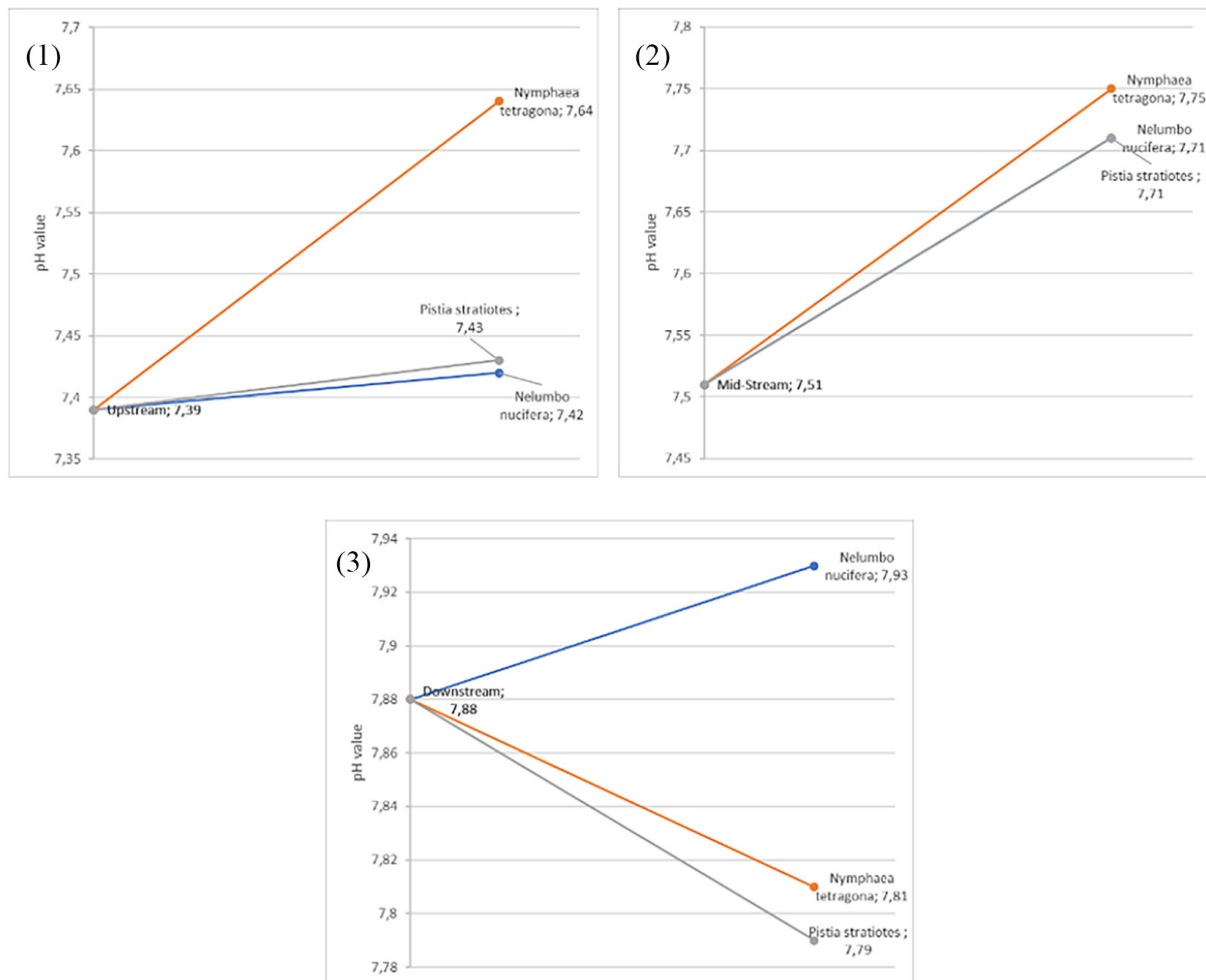 (1)
7,7
7,65
7,6
7,55
7,5
7,45
7,4
7,35
pH value
Nymphaea
tetragona; 7,64
Pistia stratiotes ;
7,43
Upstream; 7,39
Nelumbo
nucifera; 7,42
(2)
7,8
7,75
7,7
7,65
7,6
7,55
7,5
7,45
pH value
Nymphaea
tetragona; 7,75
Nelumbo
nucifera; 7,71
Pistia stratiotes ;
7,71
Mid-Stream; 7,51
(3)
7,94
7,92
7,9
7,88
7,86
7,84
7,82
7,8
7,78
pH value
Nelumbo
nucifera; 7,93
Downstream;
7,88
Nymphaea
tetragona; 7,81
Pistia stratiotes ;
7,79